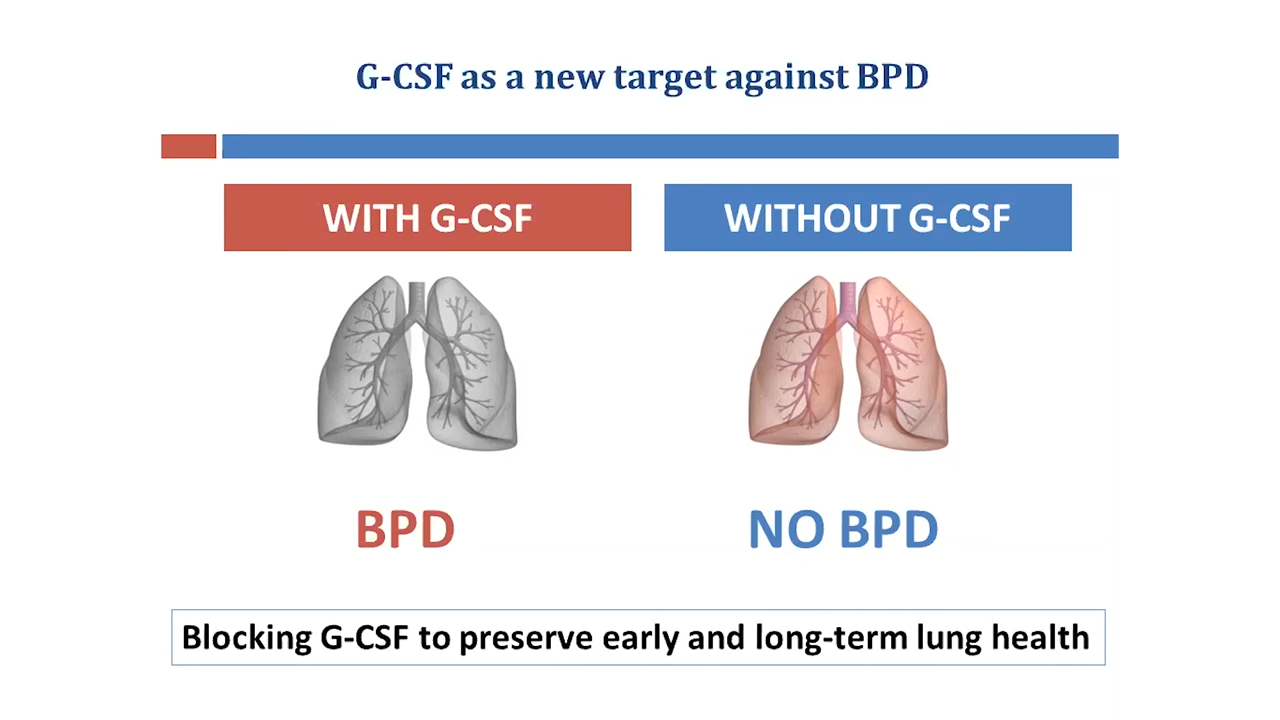 G-CSF as a new target against BPD
WITH G-CSF
WITHOUT G-CSF
BPD
NO BPD
Blocking G-CSF to preserve early and long-term lung health